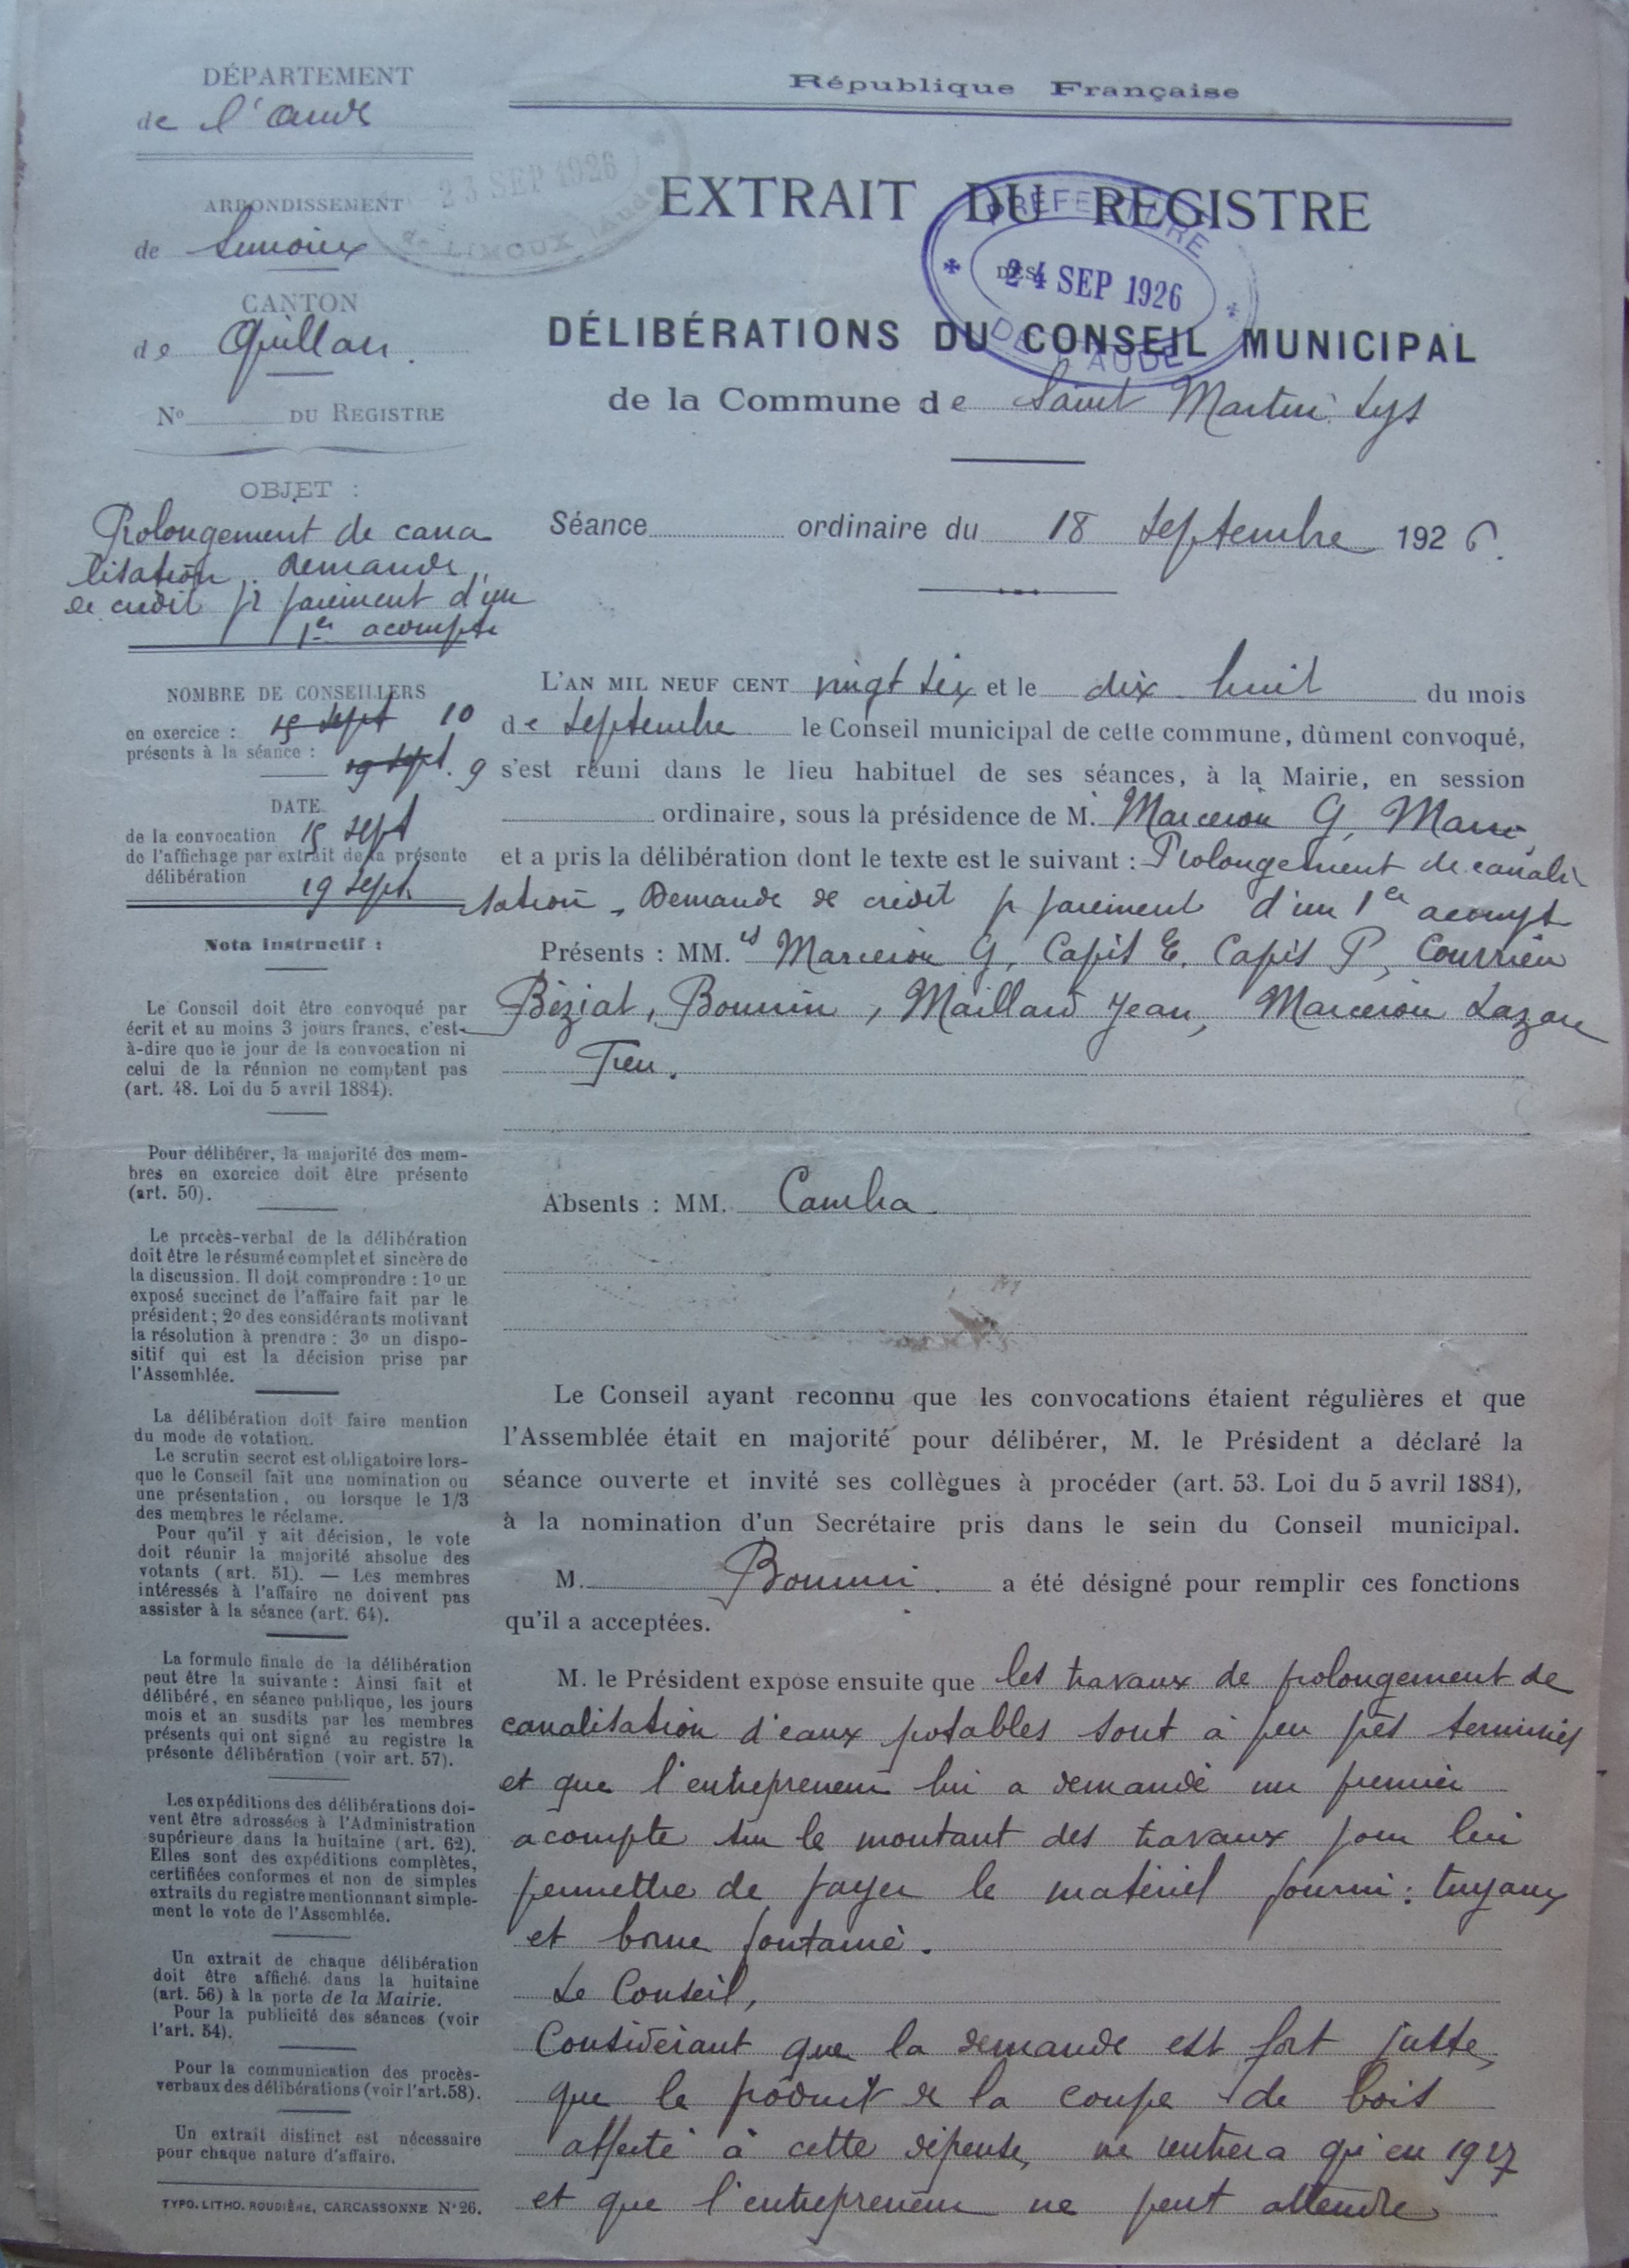 DÉPARTEMENT
de l'Aude
ARRONDISSEMENT
de Limoux
CANTON
de Quillan.
N° DU REGISTRE
OBJET :
Prolongement de cana
lisation. Demande
de crédit pr paiement d'un
1er acompte
NOMBRE DE CONSEILLERS
en exercice : 15 sept 10
présents à la séance : 19 sept. 9
DATE
de la convocation 15 sept
de l'affichage par extrait de la présente
délibération 19 sept.
Nota instructif :
Le Conseil doit être convoqué par
écrit et au moins 3 jours francs, c'est-
à-dire que le jour de la convocation ni
celui de la réunion ne comptent pas
(art. 48. Loi du 5 avril 1884).
Pour délibérer, la majorité des mem-
bres en exercice doit être présente
(art. 50).
Le procès-verbal de la délibération
doit être le résumé complet et sincère de
la discussion. Il doit comprendre : 1o un
exposé succinct de l'affaire fait par le
président ; 2o des considérants motivant
la résolution à prendre ; 3o un dispo-
sitif qui est la décision prise par
l'Assemblée.
La délibération doit faire mention
du mode de votation.
Le scrutin secret est obligatoire lors-
que le Conseil fait une nomination ou
une présentation, ou lorsque le 1/3
des membres le réclame.
Pour qu'il y ait décision, le vote
doit réunir la majorité absolue des
votants (art. 51). — Les membres
intéressés à l'affaire ne doivent pas
assister à la séance (art. 64).
La formule finale de la délibération
peut être la suivante : Ainsi fait et
délibéré, en séance publique, les jours
mois et an susdits par les membres
présents qui ont signé au registre la
présente délibération (voir art. 57).
Les expéditions des délibérations doi-
vent être adressées à l'Administration
supérieure dans la huitaine (art. 62).
Elles sont des expéditions complètes,
certifiées conformes et non de simples
extraits du registre mentionnant simple-
ment le vote de l'Assemblée.
Un extrait de chaque délibération
doit être affiché dans la huitaine
(art. 56) à la porte de la Mairie.
Pour la publicité des séances (voir
l'art. 54).
Pour la communication des procès-
verbaux des délibérations (voir l'art. 58).
Un extrait distinct est nécessaire
pour chaque nature d'affaire.
TYPO. LITHO. ROUDIÈRE, CARCASSONNE N° 26.
République Française
23 SEP 1926
de LIMOUX (Aude)
EXTRAIT DU REGISTRE
PRÉFECTURE
DES
24 SEP 1926
DE L'AUDE
DÉLIBÉRATIONS DU CONSEIL MUNICIPAL
de la Commune de Saint Martin Lys
Séance ordinaire du 18 septembre 1926.
L'AN MIL NEUF CENT vingt six et le dix huit du mois
de septembre le Conseil municipal de cette commune, dûment convoqué,
s'est réuni dans le lieu habituel de ses séances, à la Mairie, en session
ordinaire, sous la présidence de M. Marceron G, Maire
et a pris la délibération dont le texte est le suivant : Prolongement de canali
sation. Demande de crédit pr paiement d'un 1er acompte
Présents : MM.rs Marceron G, Capit E. Capit P, Courrieu
Béziat, Bounin, Maillard Jean, Marceron Lazare
Treu.
Absents : MM. Camba.
Le Conseil ayant reconnu que les convocations étaient régulières et que
l'Assemblée était en majorité pour délibérer, M. le Président a déclaré la
séance ouverte et invité ses collègues à procéder (art. 53. Loi du 5 avril 1884),
à la nomination d'un Secrétaire pris dans le sein du Conseil municipal.
M. Bounin. a été désigné pour remplir ces fonctions
qu'il a acceptées.
M. le Président expose ensuite que les travaux de prolongement de
canalisation d'eaux potables sont à peu près terminés
et que l'entrepreneur lui a demandé un premier
acompte sur le montant des travaux pour lui
permettre de payer le matériel fourni : tuyaux
et borne fontaine.
Le Conseil,
Considérant que la demande est fort juste,
que le produit de la coupe de bois
affecté à cette dépense, ne rentrera qu'en 1927
et que l'entrepreneur ne peut attendre